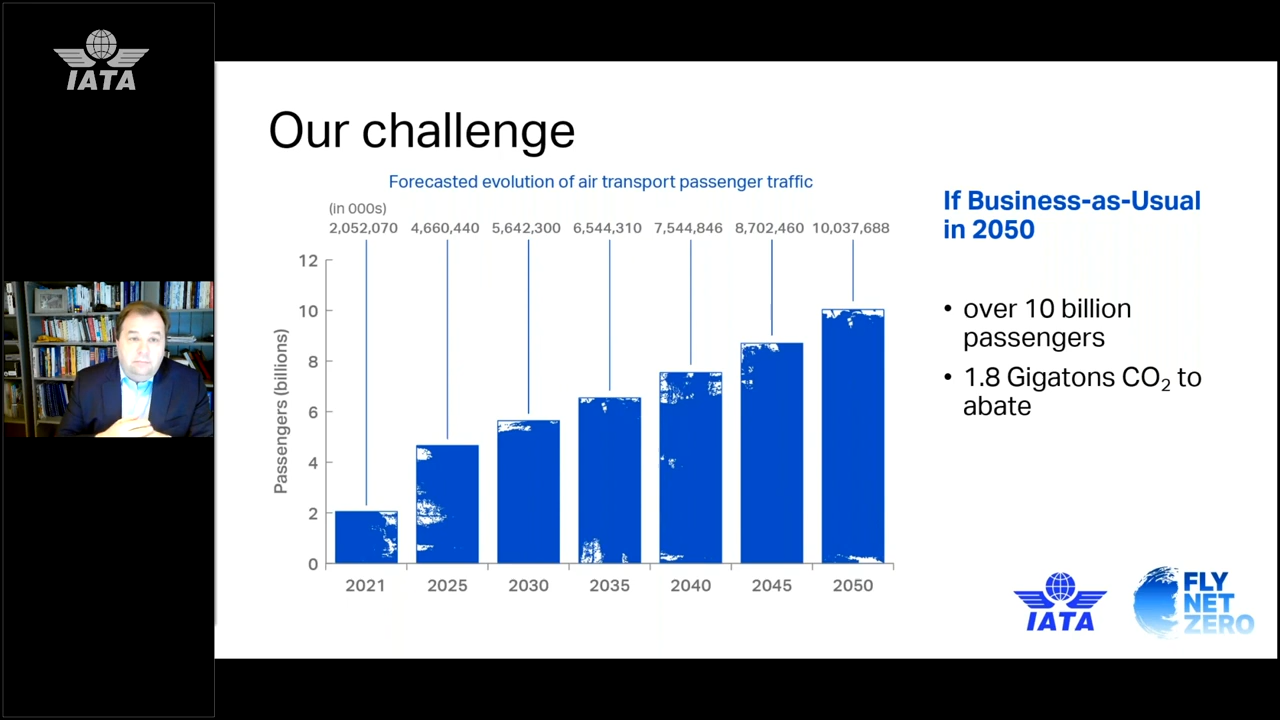 IATA
Our challenge
Forecasted evolution of air transport passenger traffic
(in 000s)
2,052,070 4,660,440 5,642,300 6,544,310 7,544,846 8,702,460 10,037,688
12
10
8
6
4
2
0
Passengers (billions)
2021 2025 2030 2035 2040 2045 2050
If Business-as-Usual
in 2050
• over 10 billion
passengers
• 1.8 Gigatons CO₂ to
abate
IATA
FLY
NET
ZERO